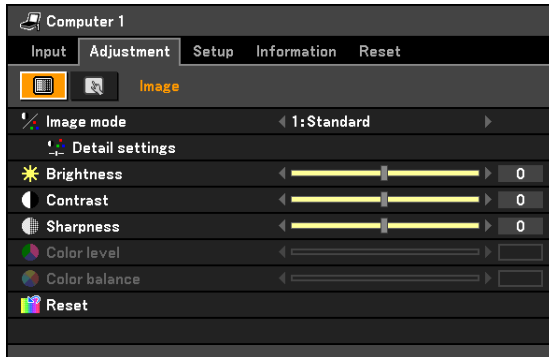 Computer 1
Input Adjustment Setup Information Reset
Image
Image mode 1:Standard
Detail settings
Brightness 0
Contrast 0
Sharpness 0
Color level
Color balance
Reset